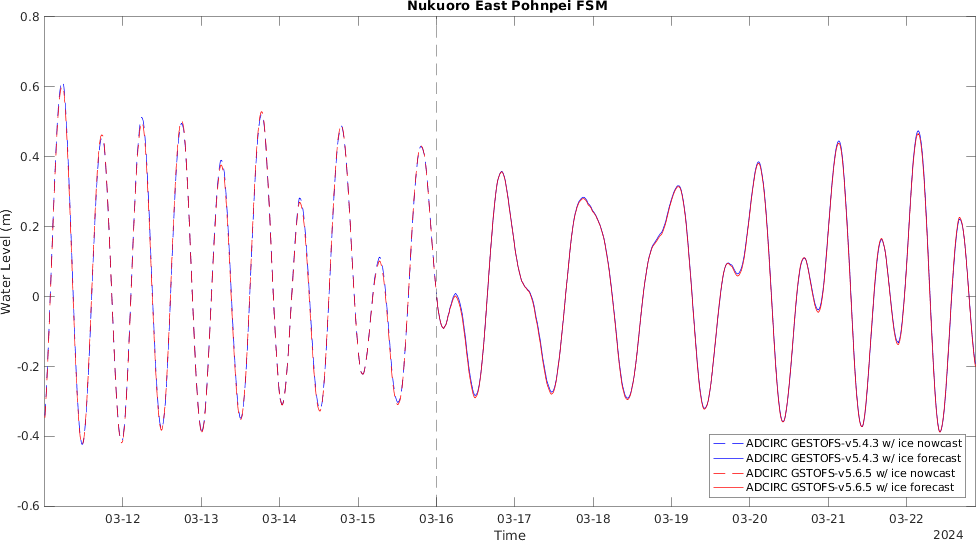 Nukuoro East Pohnpei FSM
0.8
0.6
0.4
0.2
0
-0.2
-0.4
-0.6
Water Level (m)
ADCIRC GESTOFS-v5.4.3 w/ ice nowcast
ADCIRC GESTOFS-v5.4.3 w/ ice forecast
ADCIRC GSTOFS-v5.6.5 w/ ice nowcast
ADCIRC GSTOFS-v5.6.5 w/ ice forecast
03-12 03-13 03-14 03-15 03-16 03-17 03-18 03-19 03-20 03-21 03-22
Time
2024